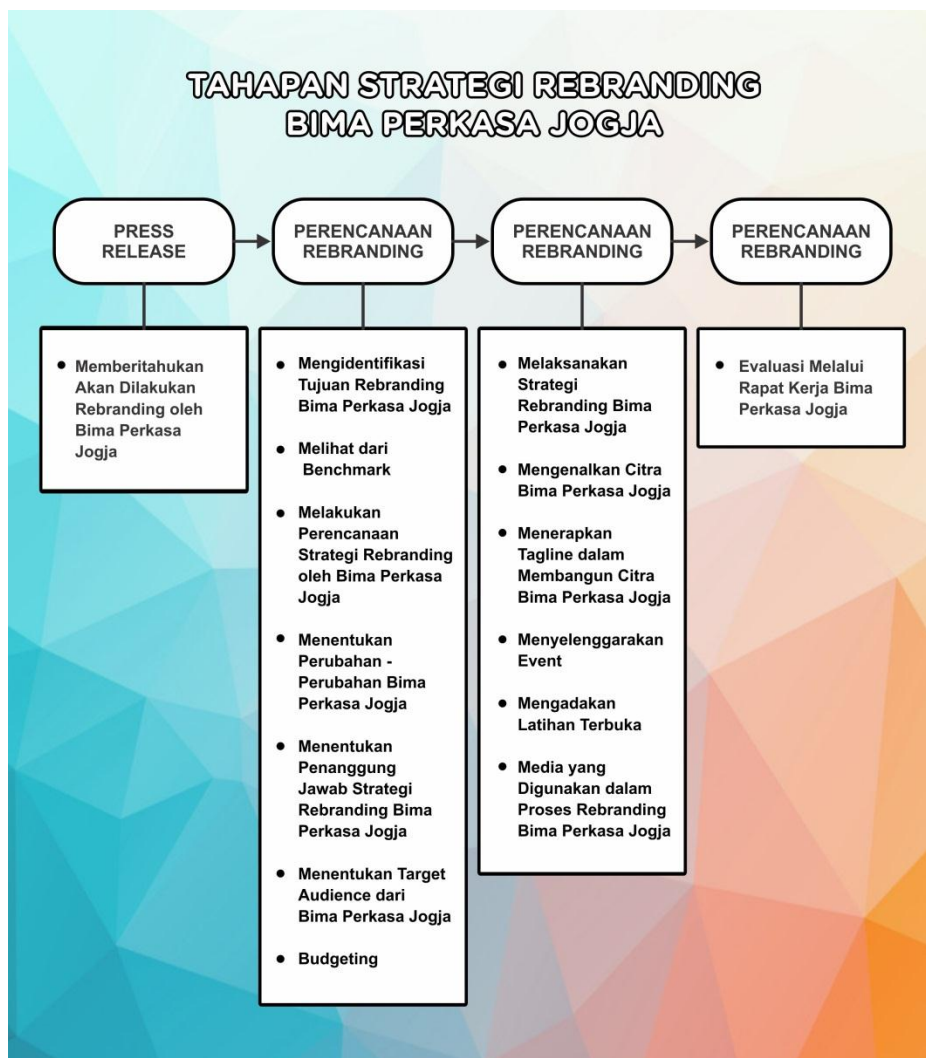 TAHAPAN STRATEGI REBRANDING
BIMA PERKASA JOGJA
PRESS
RELEASE
PERENCANAAN
REBRANDING
PERENCANAAN
REBRANDING
PERENCANAAN
REBRANDING
• Memberitahukan
Akan Dilakukan
Rebranding oleh
Bima Perkasa
Jogja
• Mengidentifikasi
Tujuan Rebranding
Bima Perkasa Jogja
• Melihat dari
Benchmark
• Melakukan
Perencanaan
Strategi Rebranding
oleh Bima Perkasa
Jogja
• Menentukan
Perubahan -
Perubahan Bima
Perkasa Jogja
• Menentukan
Penanggung
Jawab Strategi
Rebranding Bima
Perkasa Jogja
• Menentukan Target
Audience dari
Bima Perkasa Jogja
• Budgeting
• Melaksanakan
Strategi
Rebranding Bima
Perkasa Jogja
• Mengenalkan Citra
Bima Perkasa Jogja
• Menerapkan
Tagline dalam
Membangun Citra
Bima Perkasa Jogja
• Menyelenggarakan
Event
• Mengadakan
Latihan Terbuka
• Media yang
Digunakan dalam
Proses Rebranding
Bima Perkasa Jogja
• Evaluasi Melalui
Rapat Kerja Bima
Perkasa Jogja